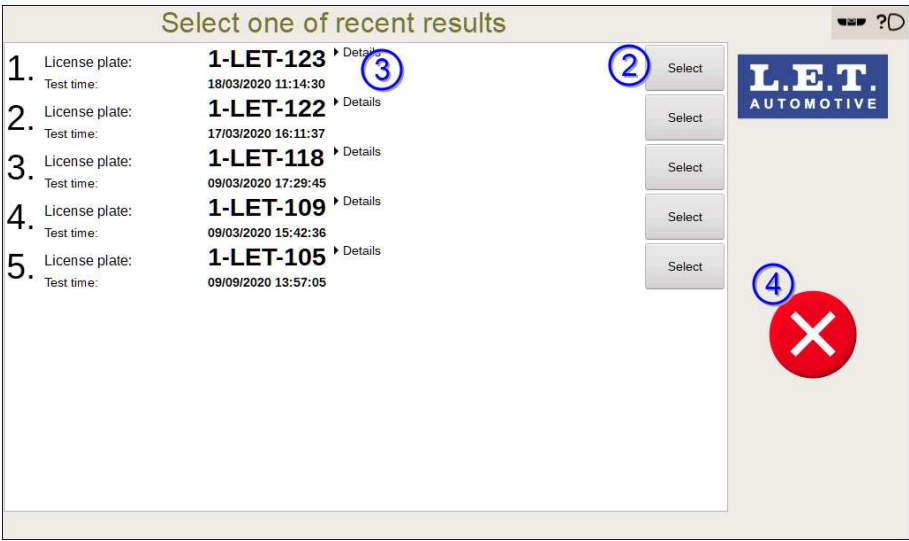 Select one of recent results
?
1. License plate: 1-LET-123 Details 3 2 Select
Test time: 18/03/2020 11:14:30
L.E.T.
AUTOMOTIVE
2. License plate: 1-LET-122 Details Select
Test time: 17/03/2020 16:11:37
3. License plate: 1-LET-118 Details Select
Test time: 09/03/2020 17:29:45
4. License plate: 1-LET-109 Details Select
Test time: 09/03/2020 15:42:36
5. License plate: 1-LET-105 Details Select
Test time: 09/09/2020 13:57:05
4